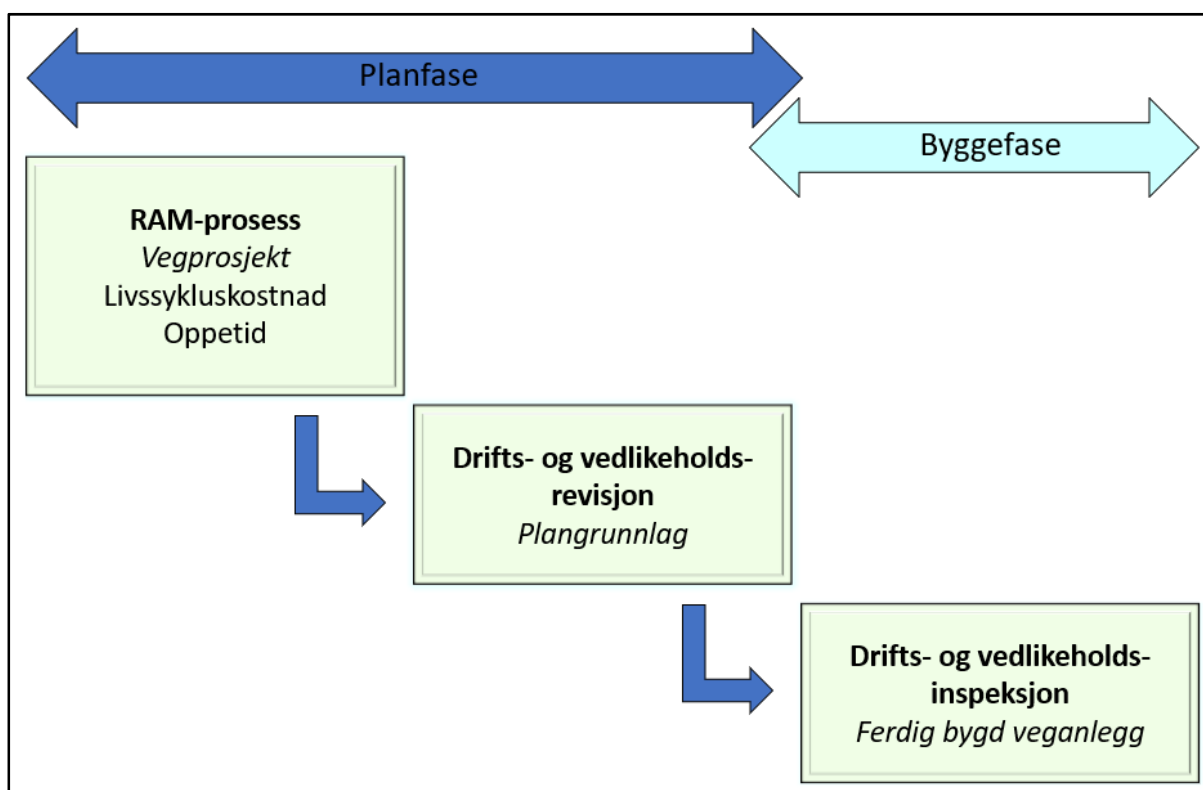 Planfase
Byggefase
RAM-prosess
Vegprosjekt
Livssykluskostnad
Oppetid
Drifts- og vedlikeholds-
revisjon
Plangrunnlag
Drifts- og vedlikeholds-
inspeksjon
Ferdig bygd veganlegg